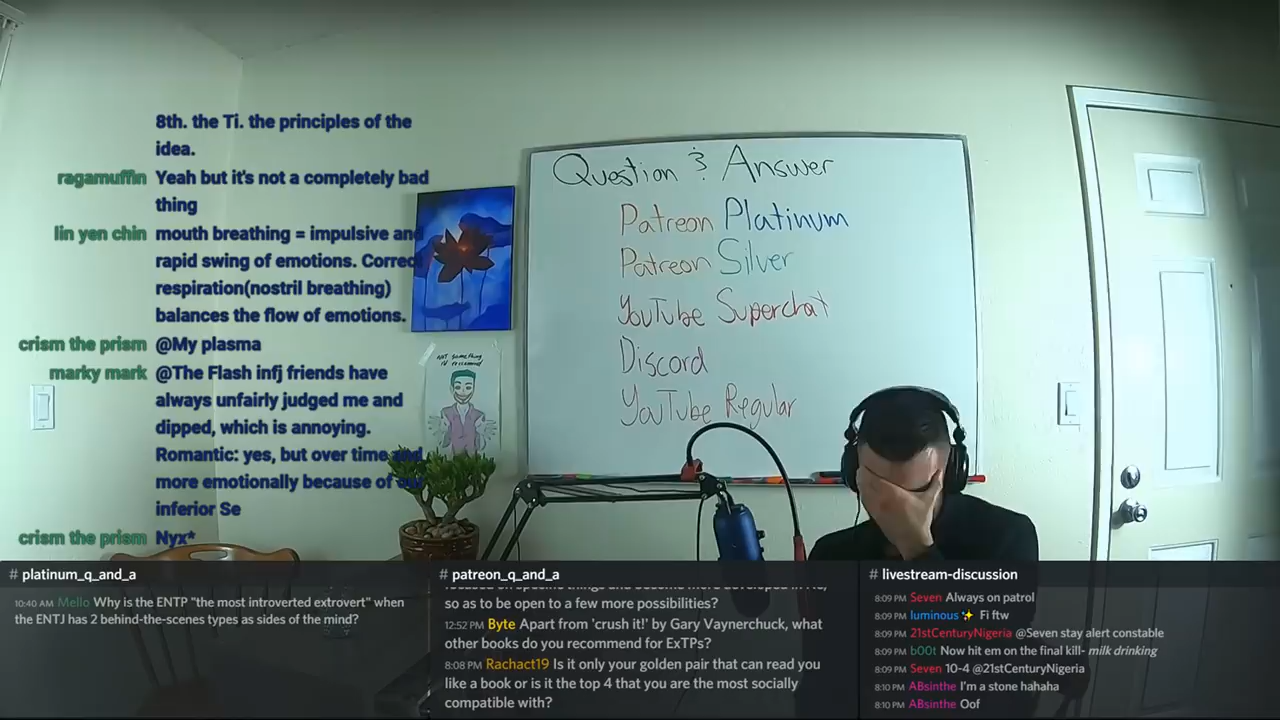 8th. the Ti. the principles of the
idea.
ragamuffin Yeah but it's not a completely bad
thing
lin yen chin mouth breathing = impulsive and
rapid swing of emotions. Correct
respiration(nostril breathing)
balances the flow of emotions.
crism the prism @My plasma
marky mark @The Flash infj friends have
always unfairly judged me and
dipped, which is annoying.
Romantic: yes, but over time and
more emotionally because of our
inferior Se
crism the prism Nyx*
Question & Answer
Patreon Platinum
Patreon Silver
YouTube Superchat
Discord
YouTube Regular
# platinum_q_and_a
10:40 AM Mello Why is the ENTP "the most introverted extrovert" when
the ENTJ has 2 behind-the-scenes types as sides of the mind?
# patreon_q_and_a
so as to be open to a few more possibilities?
12:52 PM Byte Apart from 'crush it!' by Gary Vaynerchuck, what
other books do you recommend for ExTPs?
8:08 PM Rachact19 Is it only your golden pair that can read you
like a book or is it the top 4 that you are the most socially
compatible with?
# livestream-discussion
8:09 PM Seven Always on patrol
8:09 PM luminous✨ Fi ftw
8:09 PM 21stCenturyNigeria @Seven stay alert constable
8:09 PM b00t Now hit em on the final kill- milk drinking
8:09 PM Seven 10-4 @21stCenturyNigeria
8:10 PM ABsinthe I'm a stone hahaha
8:10 PM ABsinthe Oof